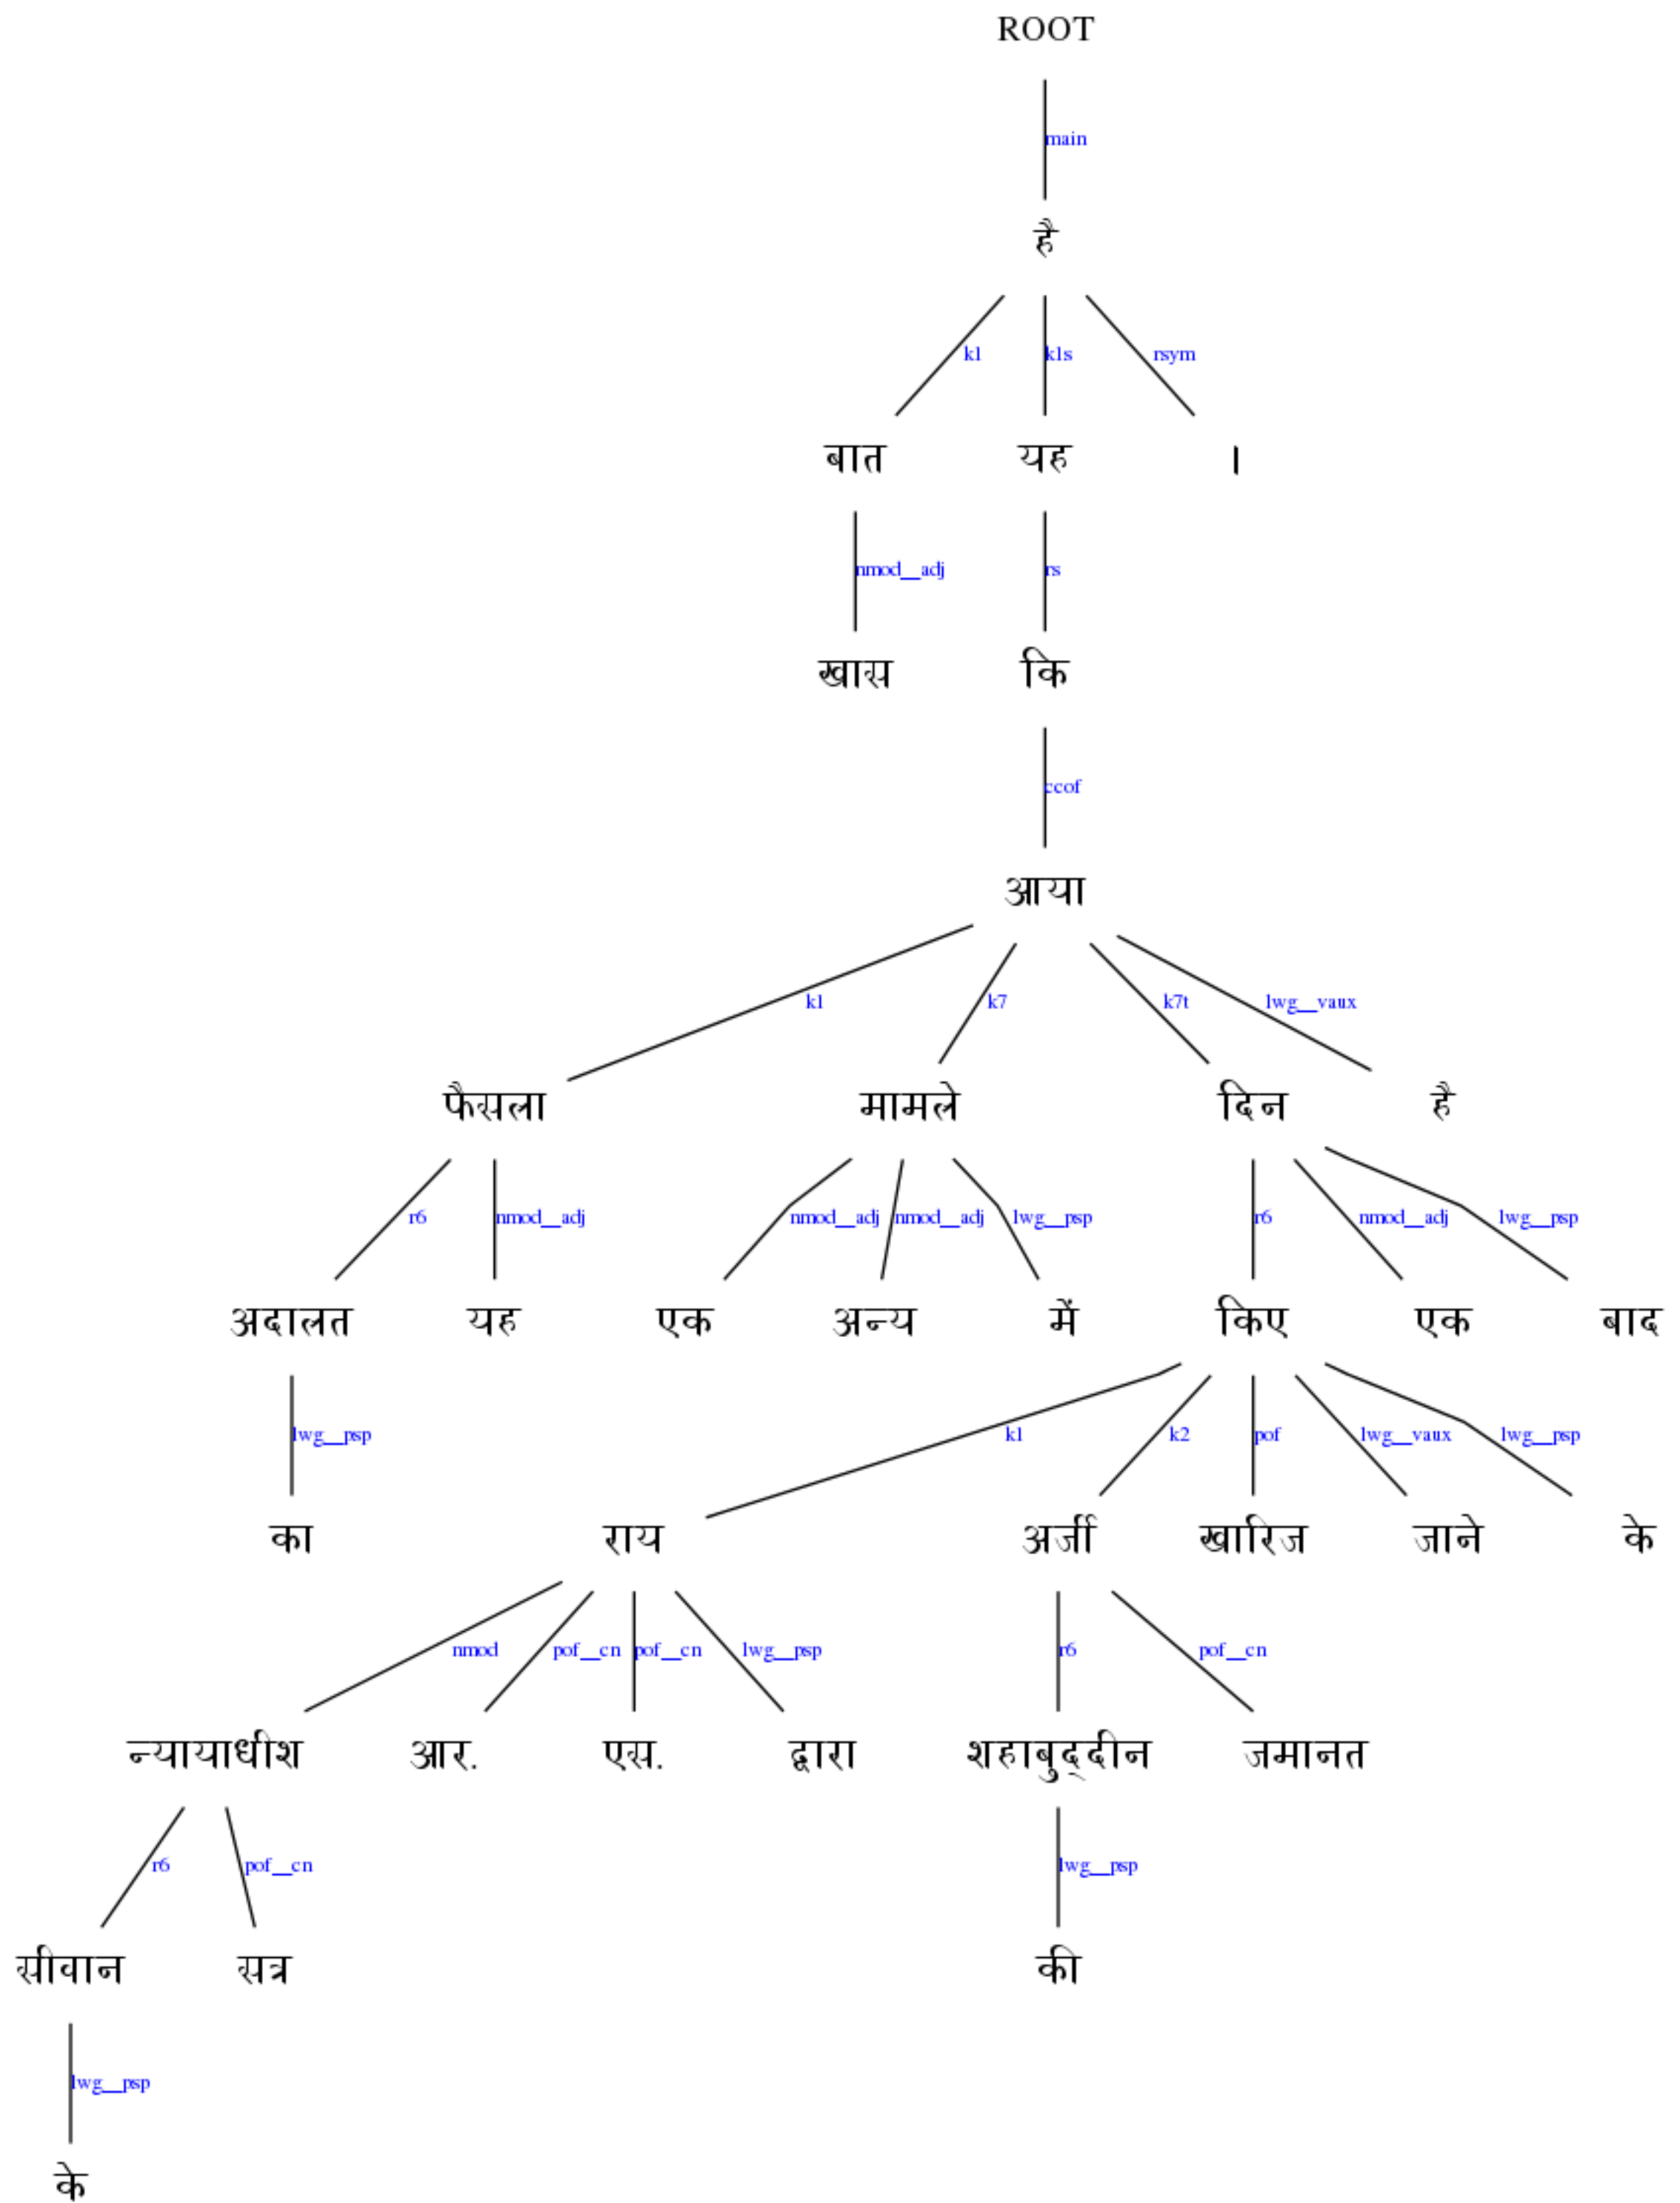 ROOT
main
है
k1 k1s rsym
बात यह ।
nmod__adj rs
खास कि
ccof
आया
k1 k7 k7t lwg__vaux
फैसला मामले दिन है
r6 nmod__adj nmod__adj nmod__adj lwg__psp r6 nmod__adj lwg__psp
अदालत यह एक अन्य में किए एक बाद
lwg__psp k1 k2 pof lwg__vaux lwg__psp
का राय अर्जी खारिज जाने के
nmod pof__cn pof__cn lwg__psp r6 pof__cn
न्यायाधीश आर. एस. द्वारा शहाबुद्दीन जमानत
r6 pof__cn lwg__psp
सीवान सत्र की
lwg__psp
के